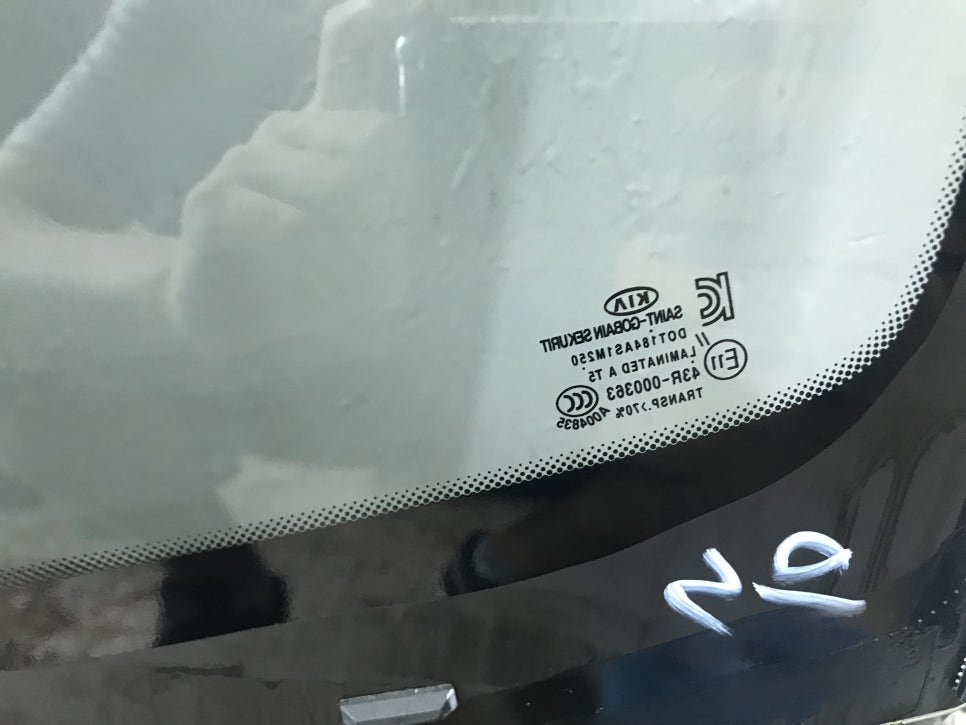 KIA
SAINT-GOBAIN SEKURIT
DOT184AS1M250
//
LAMINATED A T5
E11
43R-000363
CCC
TRANSP.>70%
A004835